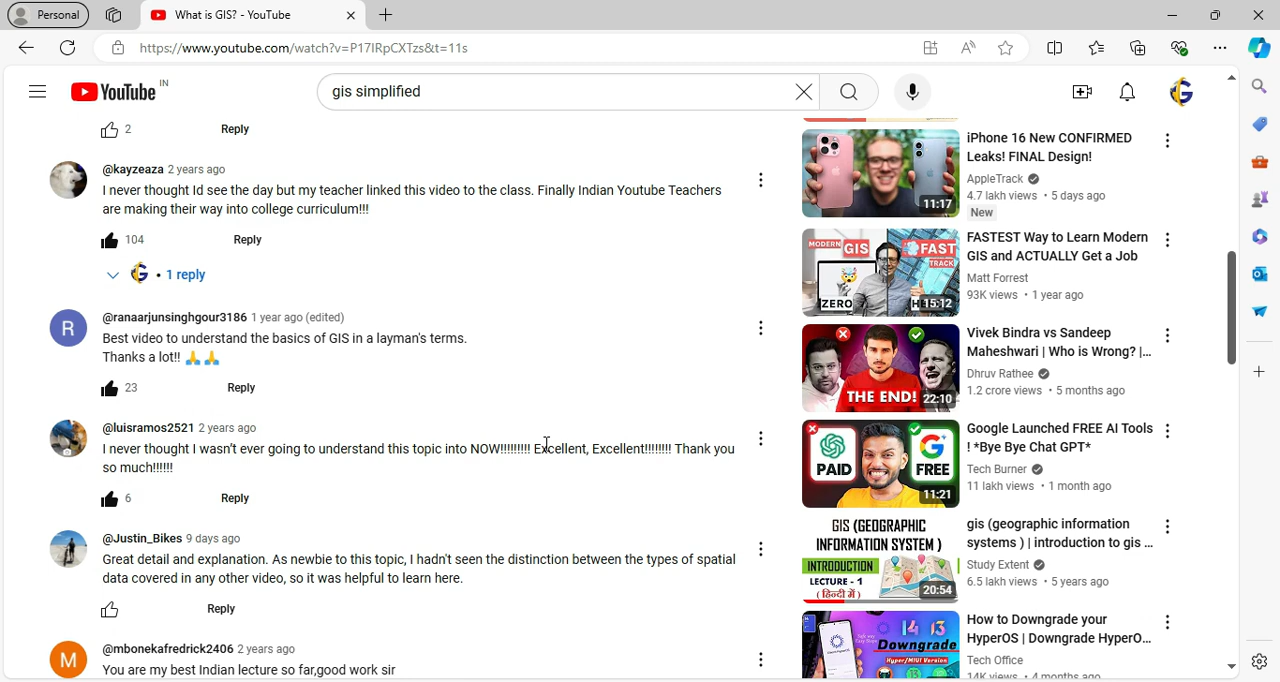 Personal
What is GIS? - YouTube
https://www.youtube.com/watch?v=P17IRpCXTzs&t=11s
YouTube IN
gis simplified
2 Reply
@kayzeaza 2 years ago
I never thought Id see the day but my teacher linked this video to the class. Finally Indian Youtube Teachers
are making their way into college curriculum!!!
104 Reply
• 1 reply
R
@ranaarjunsinghgour3186 1 year ago (edited)
Best video to understand the basics of GIS in a layman's terms.
Thanks a lot!! 🙏🙏
23 Reply
@luisramos2521 2 years ago
I never thought I wasn't ever going to understand this topic into NOW!!!!!!!!! Excellent, Excellent!!!!!!!! Thank you
so much!!!!!!
6 Reply
@Justin_Bikes 9 days ago
Great detail and explanation. As newbie to this topic, I hadn't seen the distinction between the types of spatial
data covered in any other video, so it was helpful to learn here.
Reply
M
@mbonekafredrick2406 2 years ago
You are my best Indian lecture so far,good work sir
11:17
iPhone 16 New CONFIRMED
Leaks! FINAL Design!
AppleTrack
4.7 lakh views • 5 days ago
New
MODERN GIS FAST
TRACK
ZERO HE
15:12
FASTEST Way to Learn Modern
GIS and ACTUALLY Get a Job
Matt Forrest
93K views • 1 year ago
THE END!
22:10
Vivek Bindra vs Sandeep
Maheshwari | Who is Wrong? |...
Dhruv Rathee
1.2 crore views • 5 months ago
PAID FREE
11:21
Google Launched FREE AI Tools
! *Bye Bye Chat GPT*
Tech Burner
11 lakh views • 1 month ago
GIS (GEOGRAPHIC
INFORMATION SYSTEM )
INTRODUCTION
LECTURE - 1
( हिन्दी में )
20:54
gis (geographic information
systems ) | introduction to gis ...
Study Extent
6.5 lakh views • 5 years ago
14 13
Downgrade
Hyper/MIUI Version
How to Downgrade your
HyperOS | Downgrade HyperO...
Tech Office
14K views • 4 months ago